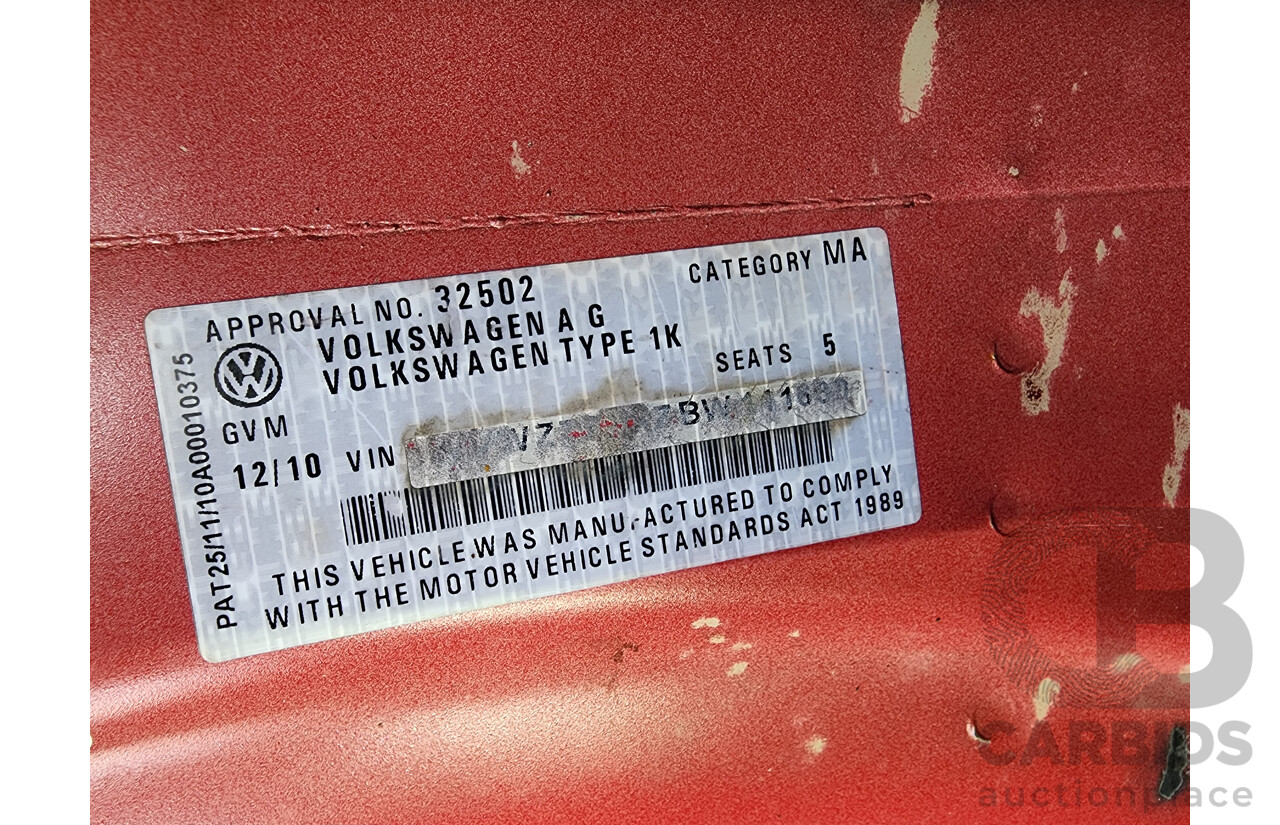 APPROVAL NO. 32502 CATEGORY MA
VOLKSWAGEN A G
VOLKSWAGEN TYPE 1K
SEATS 5
GVM
12/10 VIN
THIS VEHICLE WAS MANUFACTURED TO COMPLY
WITH THE MOTOR VEHICLE STANDARDS ACT 1989
PAT25/11/10A00010375
CB
CARBIDS
auctionplace